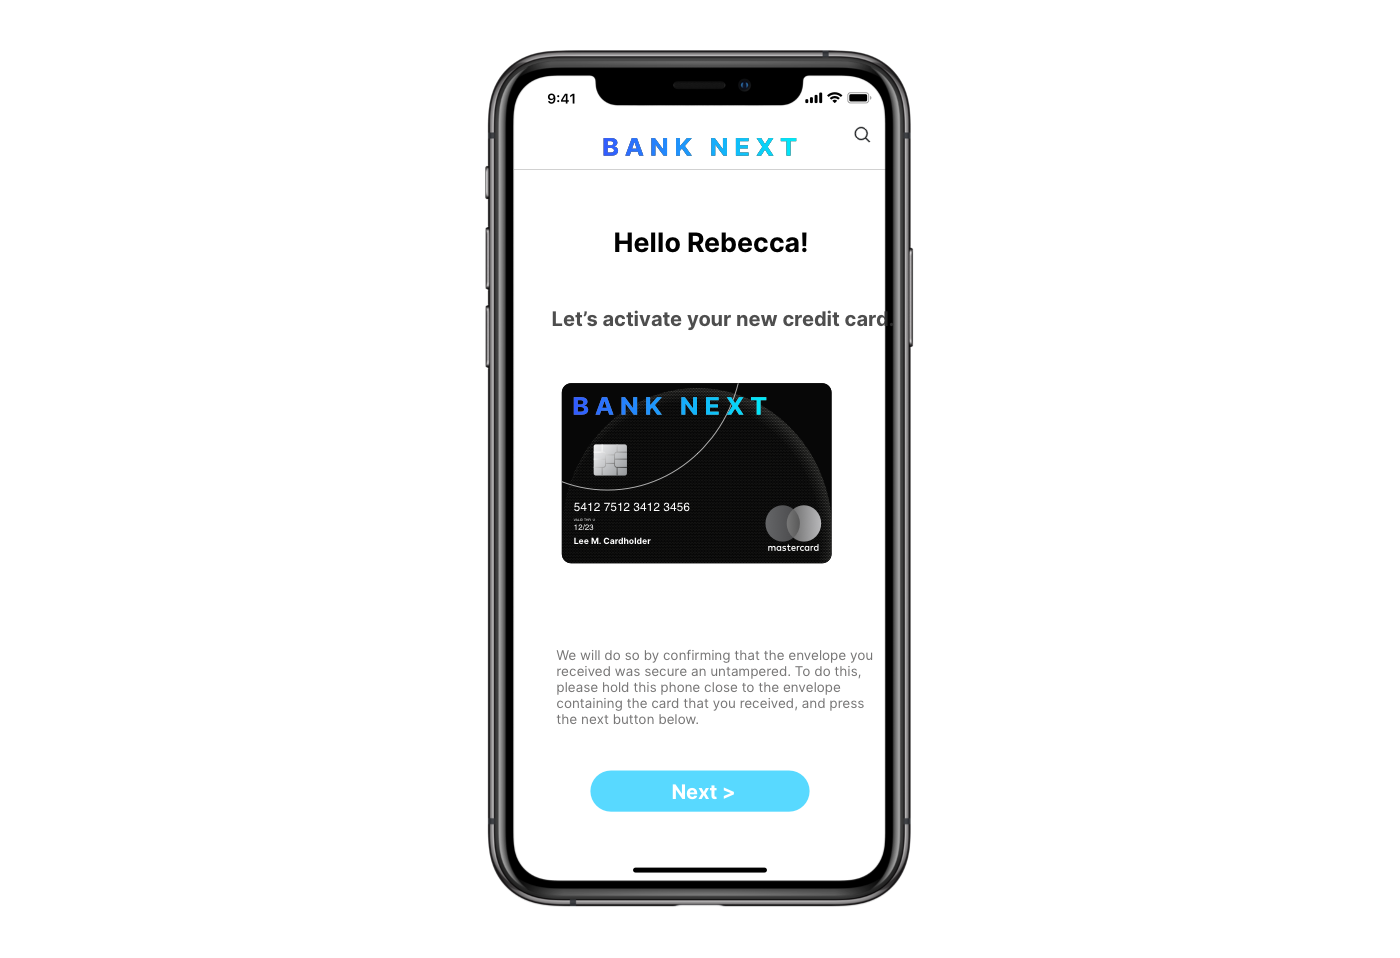 9:41
BANK NEXT
Hello Rebecca!
Let’s activate your new credit card.
BANK NEXT
5412 7512 3412 3456
VALID THRU
12/23
Lee M. Cardholder
mastercard
We will do so by confirming that the envelope you
received was secure an untampered. To do this,
please hold this phone close to the envelope
containing the card that you received, and press
the next button below.
Next >